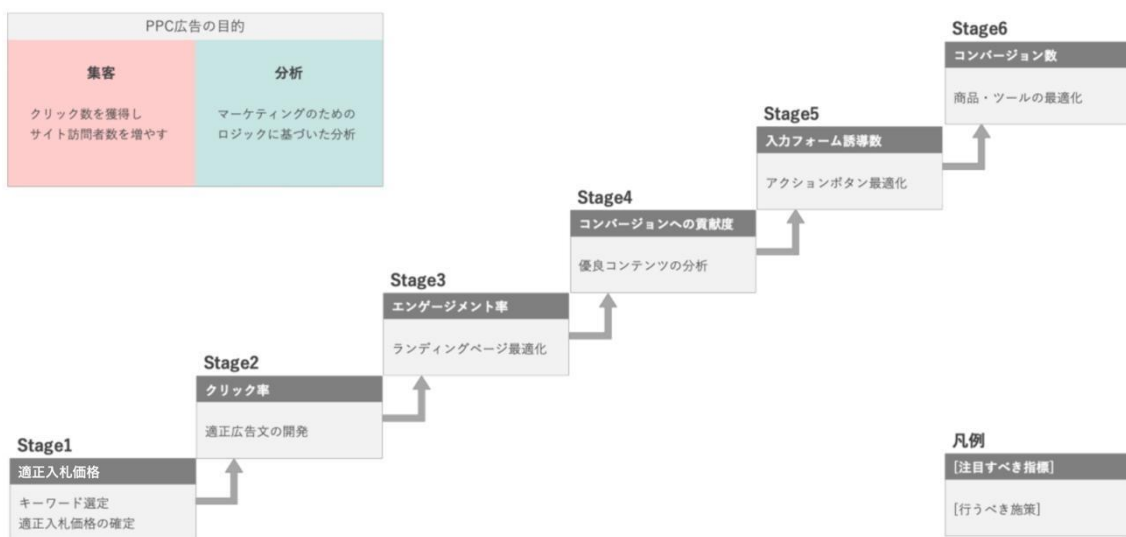 PPC広告の目的
集客
クリック数を獲得し
サイト訪問者数を増やす
分析
マーケティングのための
ロジックに基づいた分析
Stage1
適正入札価格
キーワード選定
適正入札価格の確定
Stage2
クリック率
適正広告文の開発
Stage3
エンゲージメント率
ランディングページ最適化
Stage4
コンバージョンへの貢献度
優良コンテンツの分析
Stage5
入力フォーム誘導数
アクションボタン最適化
Stage6
コンバージョン数
商品・ツールの最適化
凡例
[注目すべき指標]
[行うべき施策]